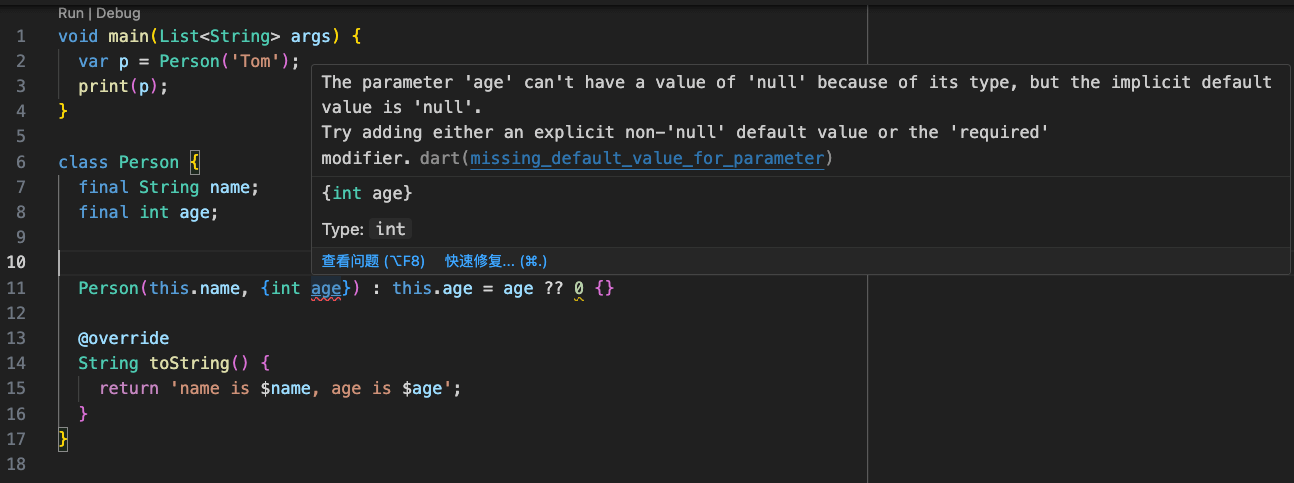 Run | Debug
1 void main(List<String> args) {
2 var p = Person('Tom');
3 print(p);
4 }
5
6 class Person {
7 final String name;
8 final int age;
9
10
11 Person(this.name, {int age}) : this.age = age ?? 0 {}
12
13 @override
14 String toString() {
15 return 'name is $name, age is $age';
16 }
17 }
18
The parameter 'age' can't have a value of 'null' because of its type, but the implicit default
value is 'null'.
Try adding either an explicit non-'null' default value or the 'required'
modifier. dart(missing_default_value_for_parameter)
{int age}
Type: int
查看问题 (⌥F8) 快速修复... (⌘.)